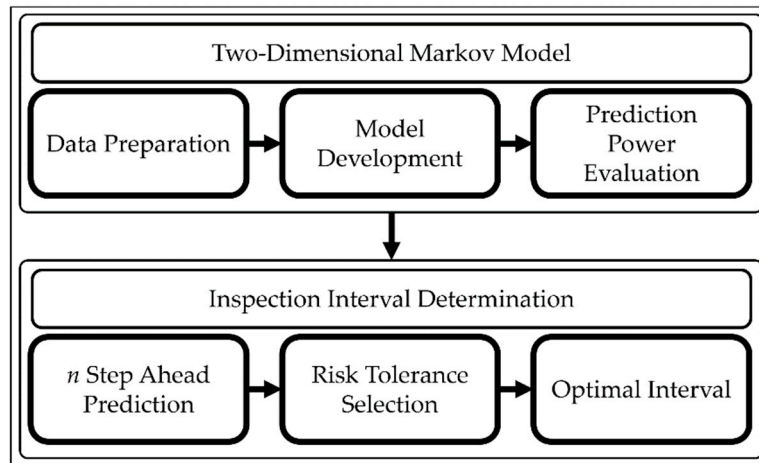 Two-Dimensional Markov Model
Data Preparation
Model
Development
Prediction
Power
Evaluation
Inspection Interval Determination
n Step Ahead
Prediction
Risk Tolerance
Selection
Optimal Interval